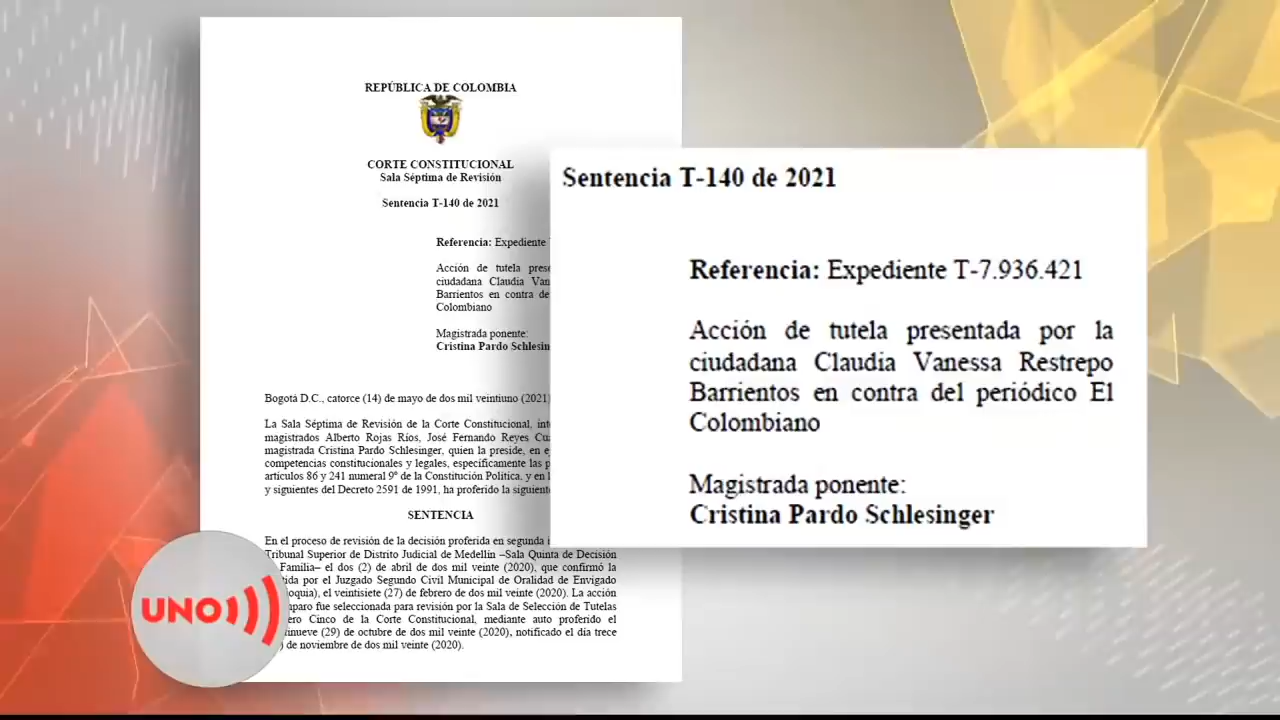 REPÚBLICA DE COLOMBIA
CORTE CONSTITUCIONAL
Sala Séptima de Revisión
Sentencia T-140 de 2021
Referencia: Expediente
Acción de tutela
ciudadana Claudia
Barrientos en contra
Colombiano
Magistrada ponente:
Cristina Pardo
Bogotá D.C., catorce (14) de mayo de dos mil veintiuno (2021)
La Sala Séptima de Revisión de la Corte Constitucional,
magistrados Alberto Rojas Ríos, José Fernando Reyes
magistrada Cristina Pardo Schlesinger, quien la preside, en
competencias constitucionales y legales, específicamente las
artículos 86 y 241 numeral 9º de la Constitución Política, y en
y siguientes del Decreto 2591 de 1991, ha proferido la
SENTENCIA
En el proceso de revisión de la decisión proferida en segunda
Tribunal Superior de Distrito Judicial de Medellín –Sala Quinta de Decisión
Familia– el dos (2) de abril de dos mil veinte (2020), que confirmó la
por el Juzgado Segundo Civil Municipal de Oralidad de Envigado
el veintisiete (27) de febrero de dos mil veinte (2020). La acción
fue seleccionada para revisión por la Sala de Selección de Tutelas
Cinco de la Corte Constitucional, mediante auto proferido el
(29) de octubre de dos mil veinte (2020), notificado el día trece
de noviembre de dos mil veinte (2020).
Sentencia T-140 de 2021
Referencia: Expediente T-7.936.421
Acción de tutela presentada por la
ciudadana Claudia Vanessa Restrepo
Barrientos en contra del periódico El
Colombiano
Magistrada ponente:
Cristina Pardo Schlesinger
UNO